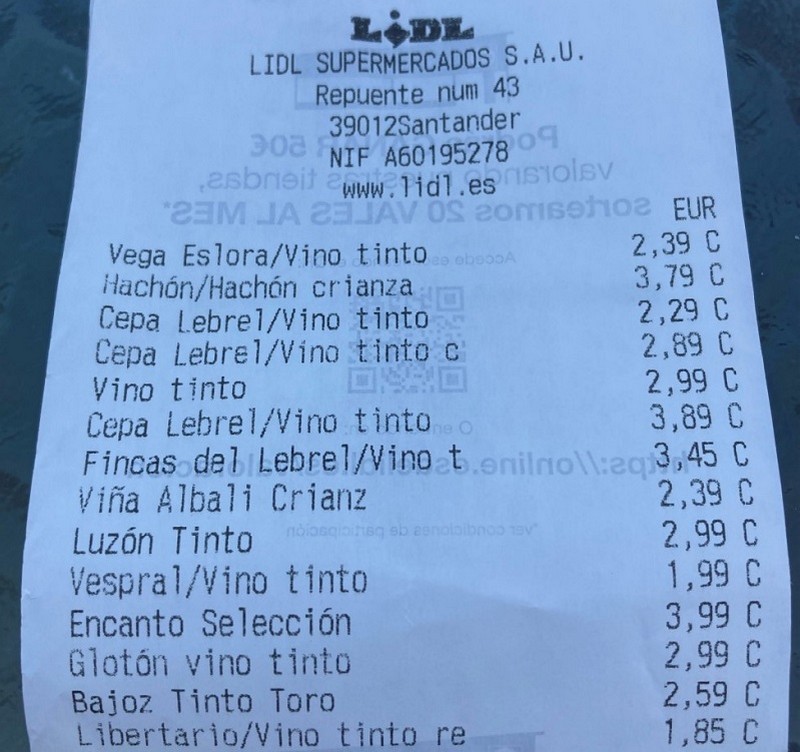 LIDL
LIDL SUPERMERCADOS S.A.U.
Repuente num 43
39012Santander
NIF A60195278
www.lidl.es
EUR
Vega Eslora/Vino tinto 2,39 C
Hachón/Hachón crianza 3,79 C
Cepa Lebrel/Vino tinto 2,29 C
Cepa Lebrel/Vino tinto c 2,89 C
Vino tinto 2,99 C
Cepa Lebrel/Vino tinto 3,89 C
Fincas del Lebrel/Vino t 3,45 C
Viña Albali Crianz 2,39 C
Luzón Tinto 2,99 C
Vespral/Vino tinto 1,99 C
Encanto Selección 3,99 C
Glotón vino tinto 2,99 C
Bajoz Tinto Toro 2,59 C
Libertario/Vino tinto re 1,85 C